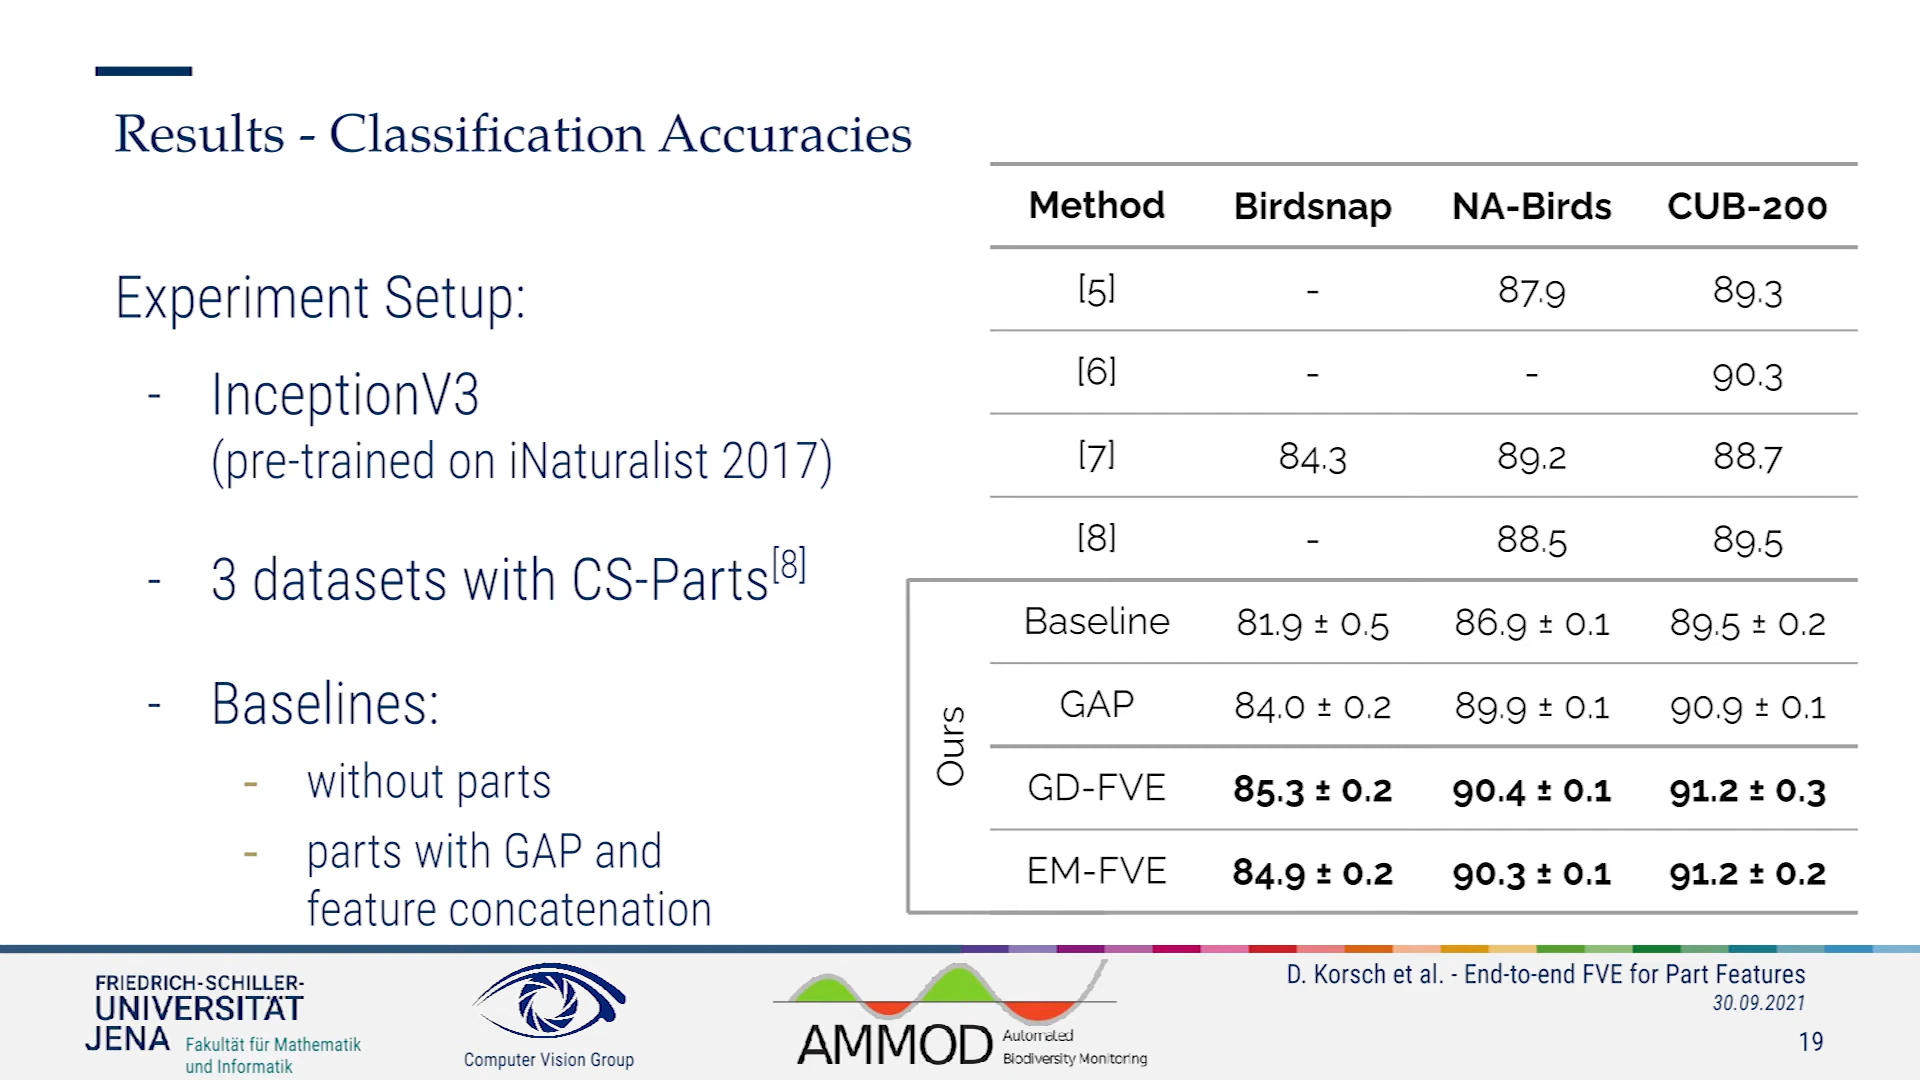 Results - Classification Accuracies
Experiment Setup:
- InceptionV3
(pre-trained on iNaturalist 2017)
- 3 datasets with CS-Parts[8]
- Baselines:
- without parts
- parts with GAP and
feature concatenation
Method Birdsnap NA-Birds CUB-200
[5] - 87.9 89.3
[6] - - 90.3
[7] 84.3 89.2 88.7
[8] - 88.5 89.5
Ours
Baseline 81.9 ± 0.5 86.9 ± 0.1 89.5 ± 0.2
GAP 84.0 ± 0.2 89.9 ± 0.1 90.9 ± 0.1
GD-FVE 85.3 ± 0.2 90.4 ± 0.1 91.2 ± 0.3
EM-FVE 84.9 ± 0.2 90.3 ± 0.1 91.2 ± 0.2
FRIEDRICH-SCHILLER-
UNIVERSITÄT
JENA Fakultät für Mathematik
und Informatik
Computer Vision Group
AMMOD Automated
Biodiversity Monitoring
D. Korsch et al. - End-to-end FVE for Part Features
30.09.2021
19